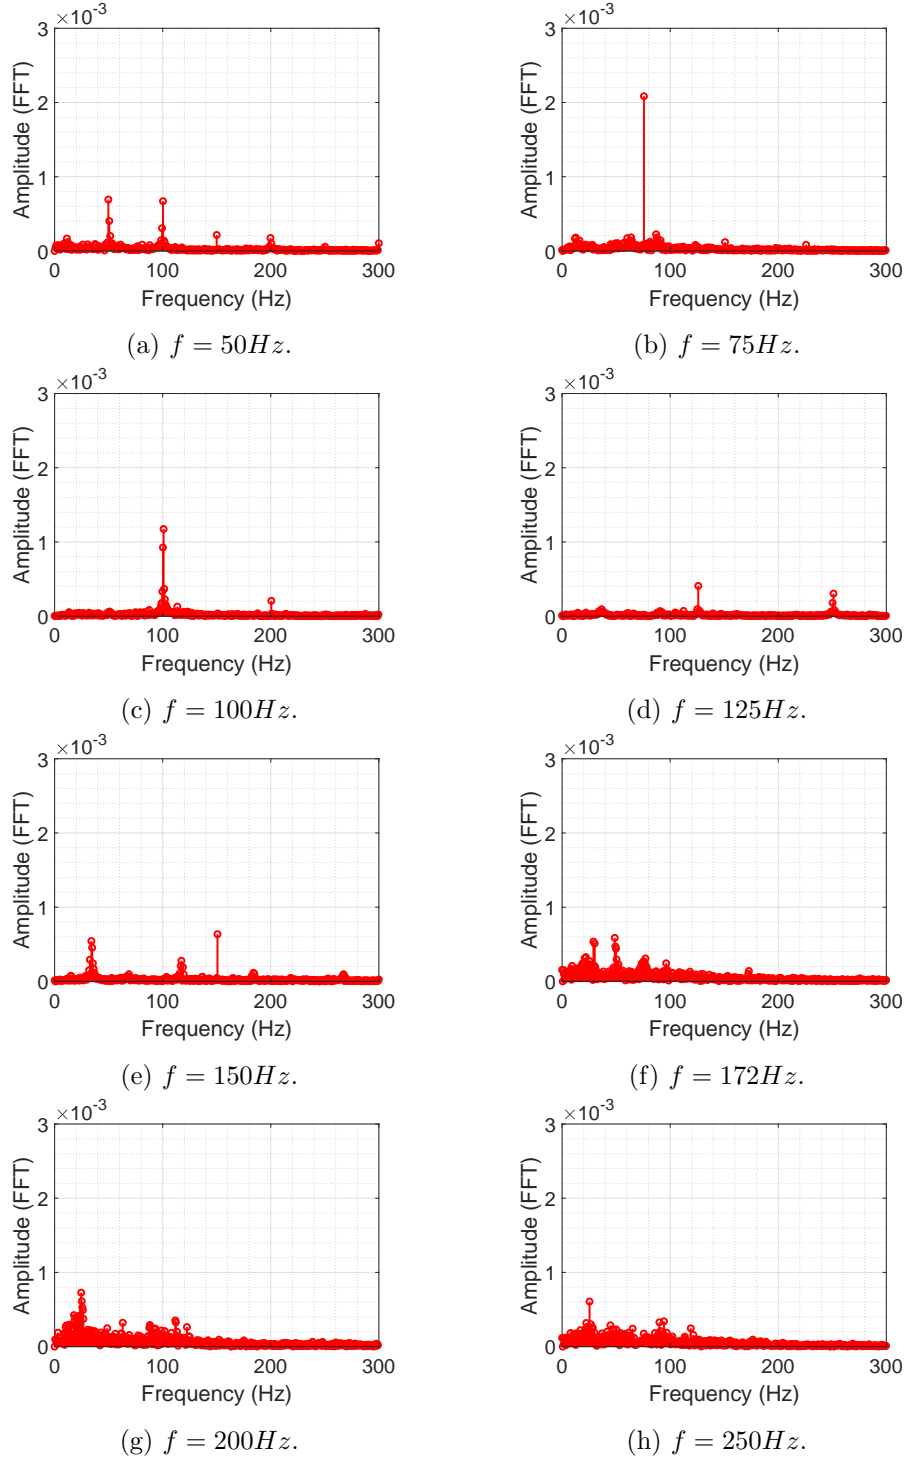 ×10⁻³ ×10⁻³
3 3
2 2
1 1
0 0
Amplitude (FFT) Amplitude (FFT)
0 100 200 300 0 100 200 300
Frequency (Hz) Frequency (Hz)
(a) f = 50Hz. (b) f = 75Hz.
×10⁻³ ×10⁻³
3 3
2 2
1 1
0 0
Amplitude (FFT) Amplitude (FFT)
0 100 200 300 0 100 200 300
Frequency (Hz) Frequency (Hz)
(c) f = 100Hz. (d) f = 125Hz.
×10⁻³ ×10⁻³
3 3
2 2
1 1
0 0
Amplitude (FFT) Amplitude (FFT)
0 100 200 300 0 100 200 300
Frequency (Hz) Frequency (Hz)
(e) f = 150Hz. (f) f = 172Hz.
×10⁻³ ×10⁻³
3 3
2 2
1 1
0 0
Amplitude (FFT) Amplitude (FFT)
0 100 200 300 0 100 200 300
Frequency (Hz) Frequency (Hz)
(g) f = 200Hz. (h) f = 250Hz.